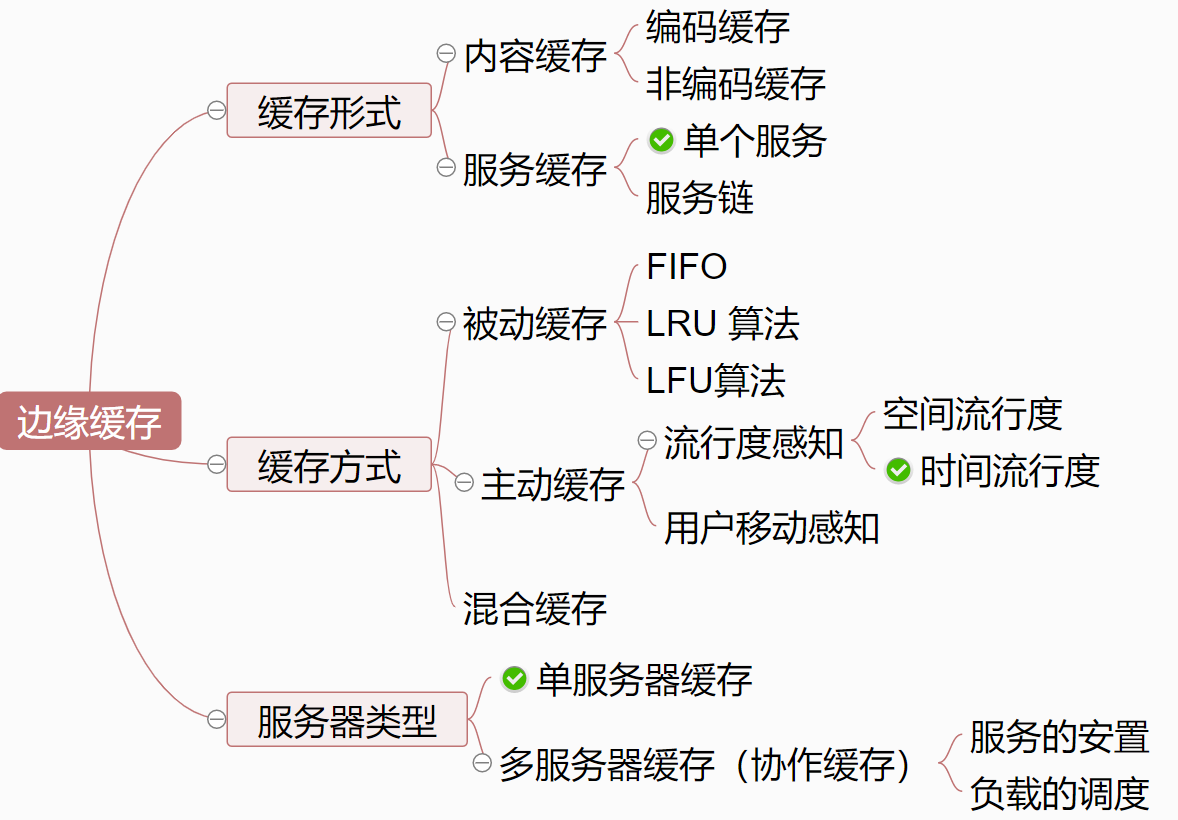 边缘缓存
缓存形式
内容缓存
编码缓存
非编码缓存
服务缓存
单个服务
服务链
缓存方式
被动缓存
FIFO
LRU 算法
LFU算法
主动缓存
流行度感知
空间流行度
时间流行度
用户移动感知
混合缓存
服务器类型
单服务器缓存
多服务器缓存（协作缓存）
服务的安置
负载的调度